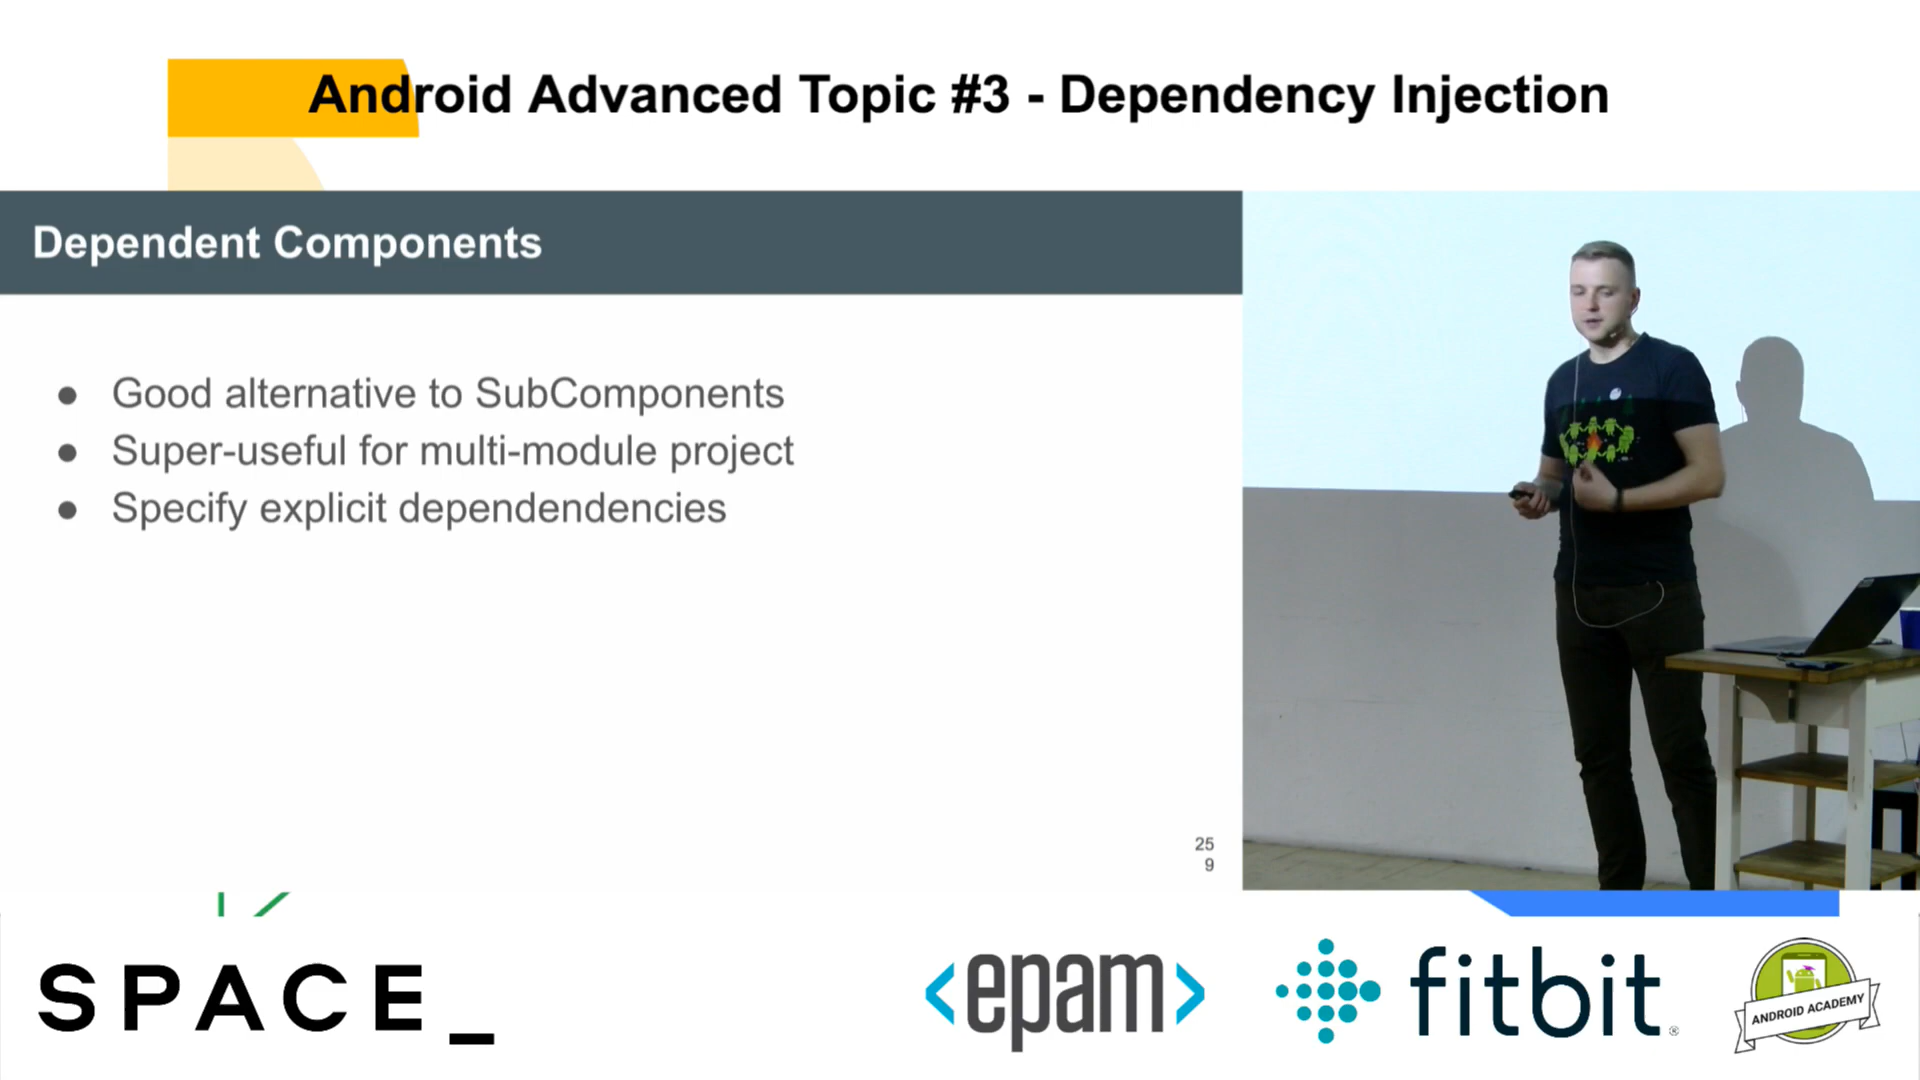 Android Advanced Topic #3 - Dependency Injection
Dependent Components
● Good alternative to SubComponents
● Super-useful for multi-module project
● Specify explicit dependendencies
25
9
SPACE_
<epam>
fitbit®
ANDROID ACADEMY